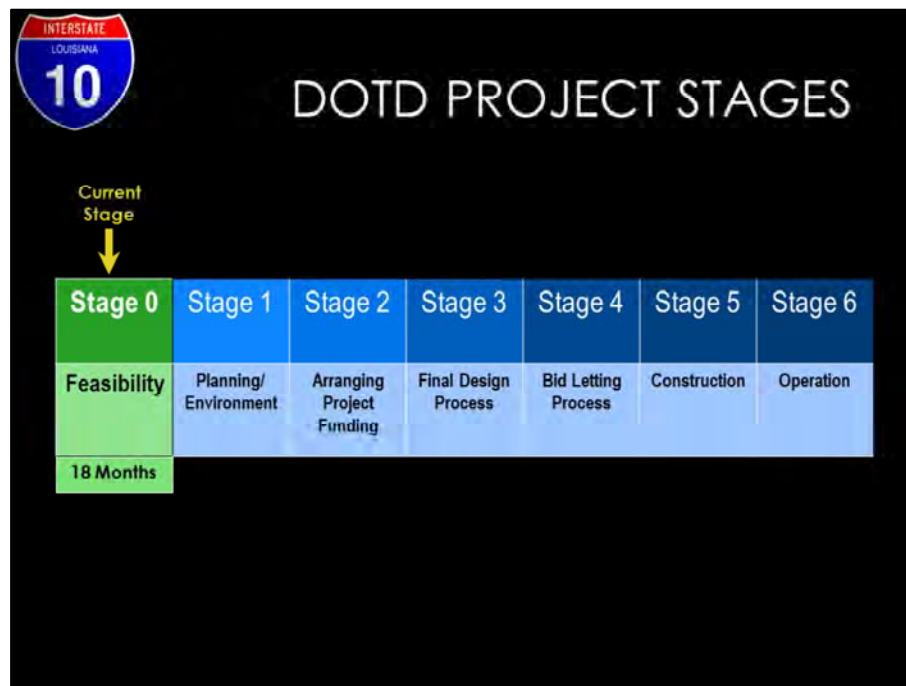 INTERSTATE
LOUISIANA
10
DOTD PROJECT STAGES
Current
Stage
Stage 0
Stage 1
Stage 2
Stage 3
Stage 4
Stage 5
Stage 6
Feasibility
Planning/
Environment
Arranging
Project
Funding
Final Design
Process
Bid Letting
Process
Construction
Operation
18 Months